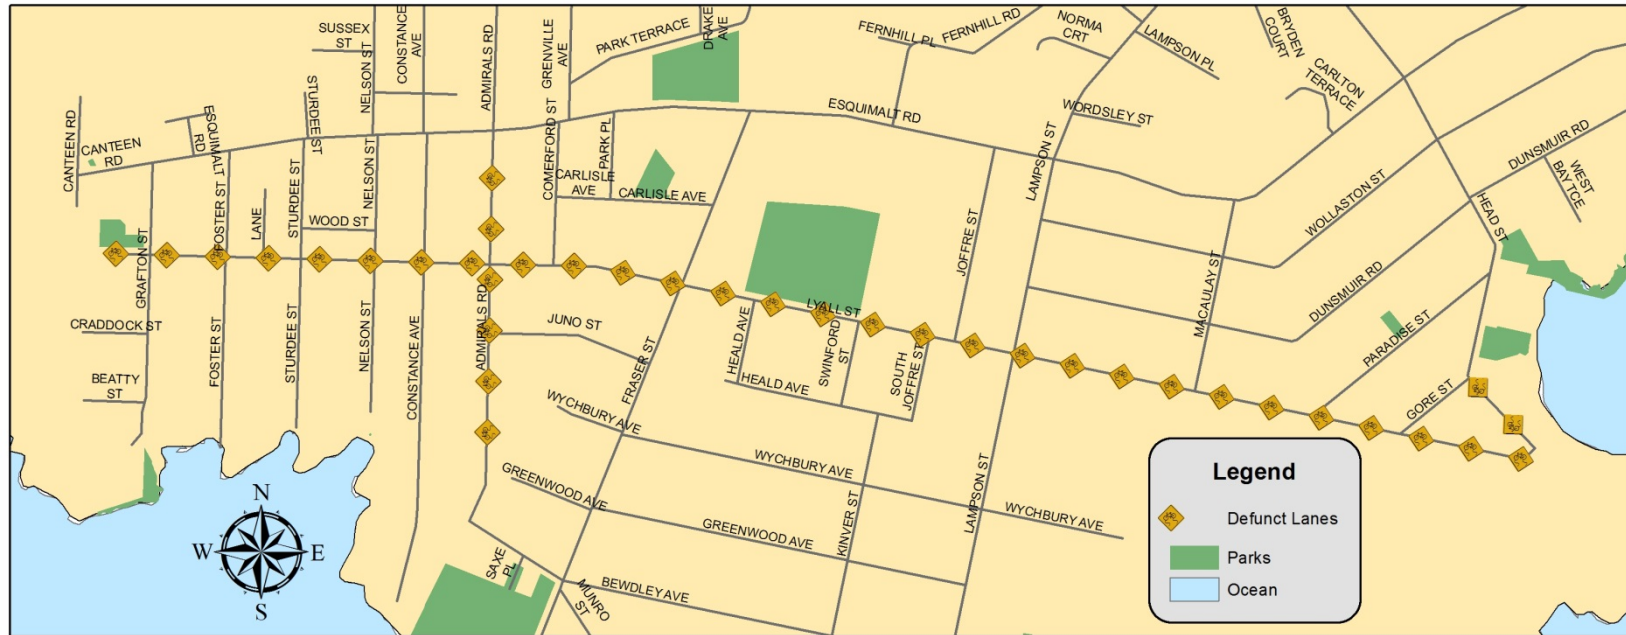 SUSSEX
ST
NELSON ST
CONSTANCE
AVE
ADMIRALS RD
GRENVILLE
AVE
PARK TERRACE
DRAKE
AVE
FERNHILL PL
FERNHILL RD
NORMA
CRT
LAMPSON PL
BRYDEN
COURT
CARLTON
TERRACE
CANTEEN RD
CANTEEN
RD
ESQUIMALT
RD
STURDEE ST
COMERFORD ST
PARK PL
ESQUIMALT RD
WORDSLEY ST
LAMPSON ST
DUNSMUIR RD
WEST
BAY TCE
FOSTER ST
LANE
STURDEE ST
WOOD ST
NELSON ST
CARLISLE
AVE
CARLISLE AVE
JOFFRE ST
WOLLASTON ST
HEAD ST
GRAFTON ST
CRADDOCK ST
BEATTY
ST
FOSTER ST
STURDEE ST
NELSON ST
CONSTANCE AVE
ADMIRALS RD
JUNO ST
FRASER ST
HEALD AVE
HEALD AVE
LYALL ST
SWINFORD
ST
SOUTH
JOFFRE ST
MACAULAY ST
DUNSMUIR RD
PARADISE ST
GORE ST
WYCHBURY AVE
WYCHBURY AVE
WYCHBURY AVE
GREENWOOD AVE
GREENWOOD AVE
KINVER ST
LAMPSON ST
SAXE
PL
MUNRO
ST
BEWDLEY AVE
N
W
E
S
Legend
Defunct Lanes
Parks
Ocean